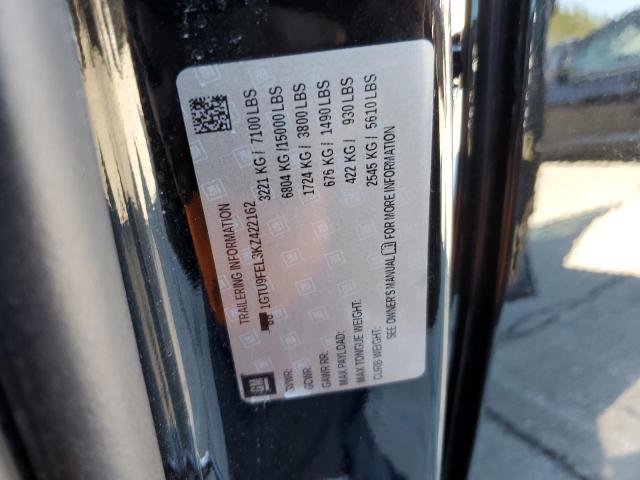 TRAILERING INFORMATION
1GTU9FEL3KZ422162
GM
GVWR: 3221 KG / 7100 LBS
GCWR: 6804 KG / 15000 LBS
GAWR RR: 1724 KG / 3800 LBS
MAX PAYLOAD: 676 KG / 1490 LBS
MAX TONGUE WEIGHT: 422 KG / 930 LBS
CURB WEIGHT: 2545 KG / 5610 LBS
SEE OWNER'S MANUAL FOR MORE INFORMATION